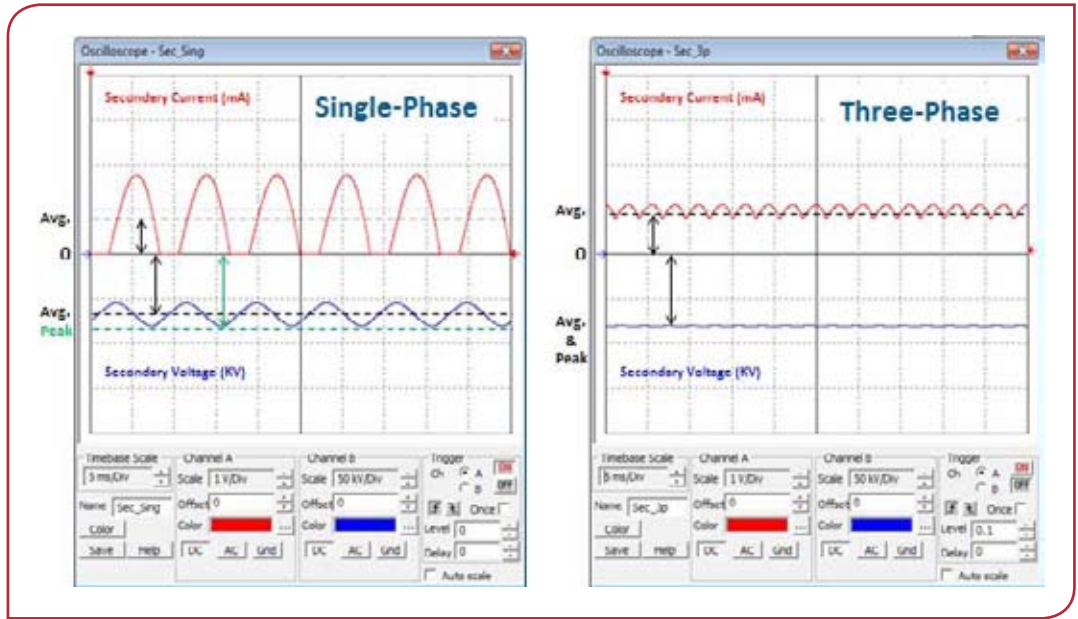 Oscilloscope - Sec_Sing
Secondary Current (mA)
Single-Phase
Avg.
0
Avg.
Peak
Secondary Voltage (KV)
Timebase Scale
5 ms/Div
Name Sec_Sing
Color
Save Help
Channel A
Scale 1 V/Div
Offset 0
Color ...
DC AC Gnd
Channel B
Scale 50 kV/Div
Offset 0
Color ...
DC AC Gnd
Trigger
Ch A ON
B OFF
Once
Level 0
Delay 0
Auto scale
Oscilloscope - Sec_3p
Secondary Current (mA)
Three-Phase
Avg.
0
Avg.
&
Peak
Secondary Voltage (KV)
Timebase Scale
5 ms/Div
Name Sec_3p
Color
Save Help
Channel A
Scale 1 V/Div
Offset 0
Color ...
DC AC Gnd
Channel B
Scale 50 kV/Div
Offset 0
Color ...
DC AC Gnd
Trigger
Ch A ON
B OFF
Once
Level 0.1
Delay 0
Auto scale